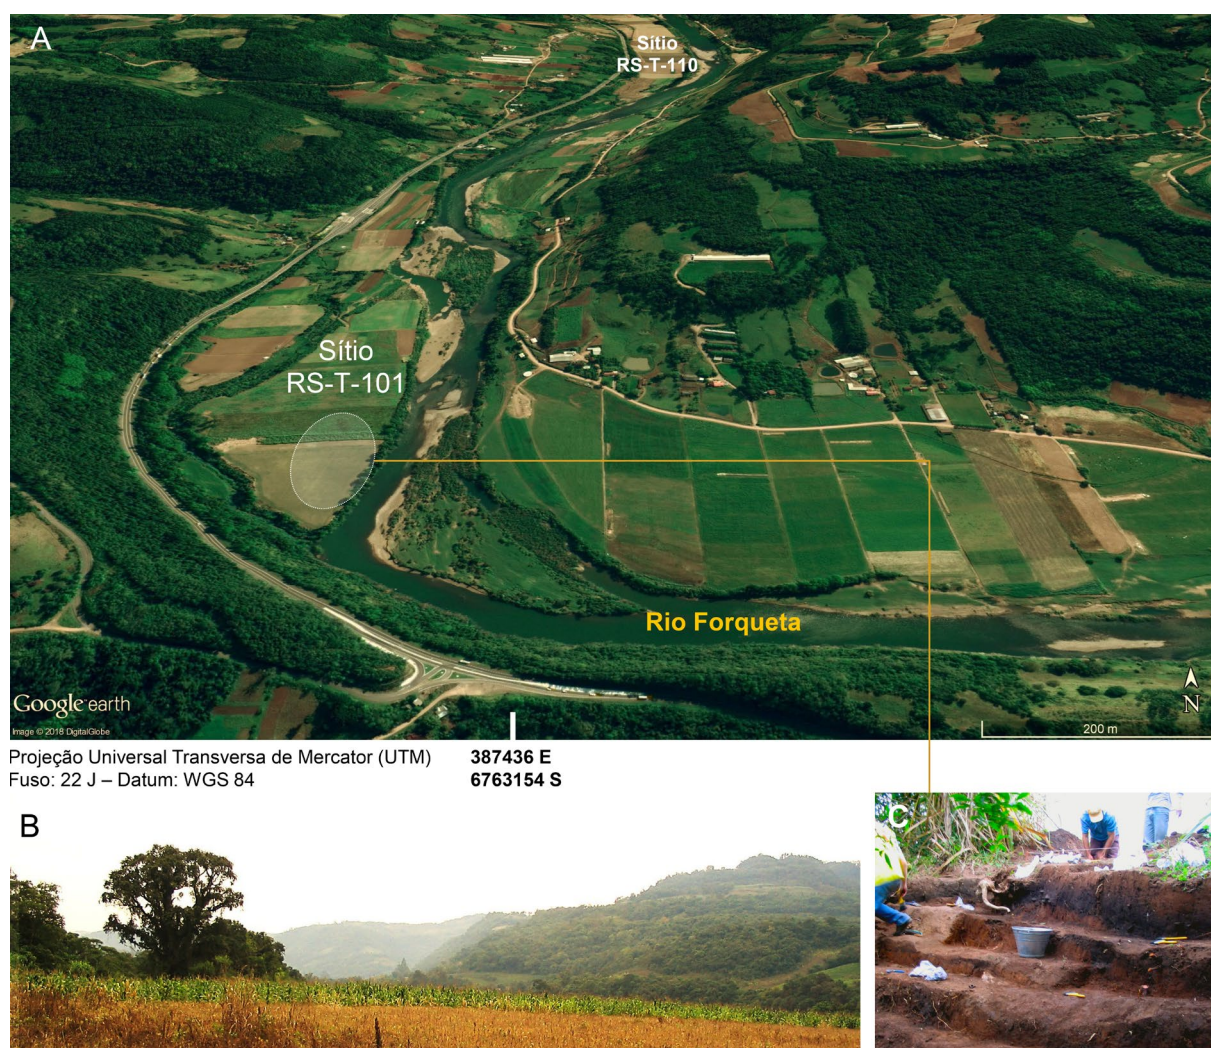 A
Sítio
RS-T-110
Sítio
RS-T-101
Rio Forqueta
Google earth
Image © 2018 DigitalGlobe
N
200 m
Projeção Universal Transversa de Mercator (UTM)
387436 E
Fuso: 22 J – Datum: WGS 84
6763154 S
B
C